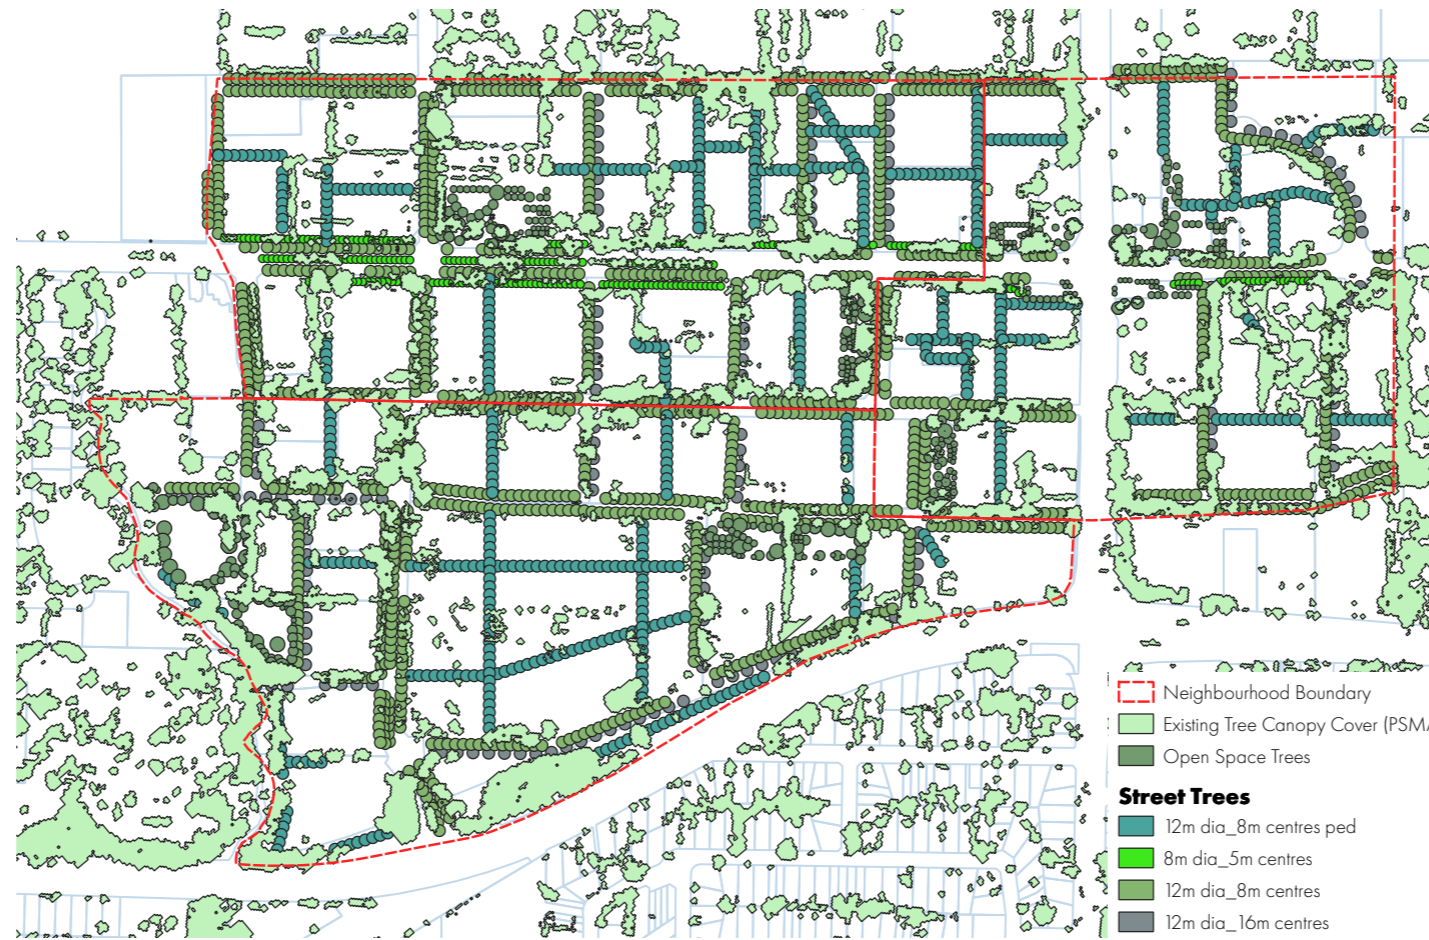 Neighbourhood Boundary
Existing Tree Canopy Cover (PSMA
Open Space Trees
Street Trees
12m dia_8m centres ped
8m dia_5m centres
12m dia_8m centres
12m dia_16m centres